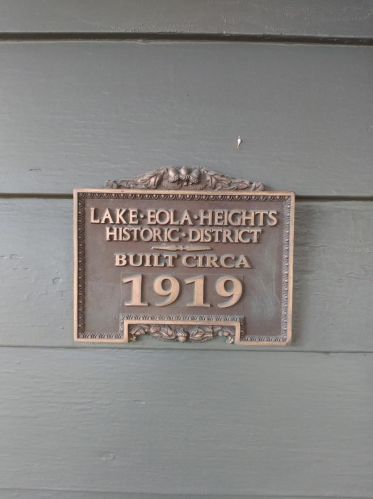 LAKE·EOLA·HEIGHTS
HISTORIC·DISTRICT
BUILT CIRCA
1919